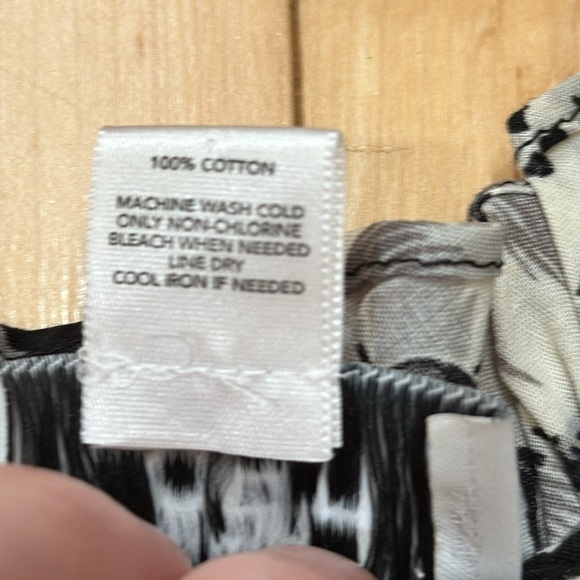 100% COTTON
MACHINE WASH COLD
ONLY NON-CHLORINE
BLEACH WHEN NEEDED
LINE DRY
COOL IRON IF NEEDED